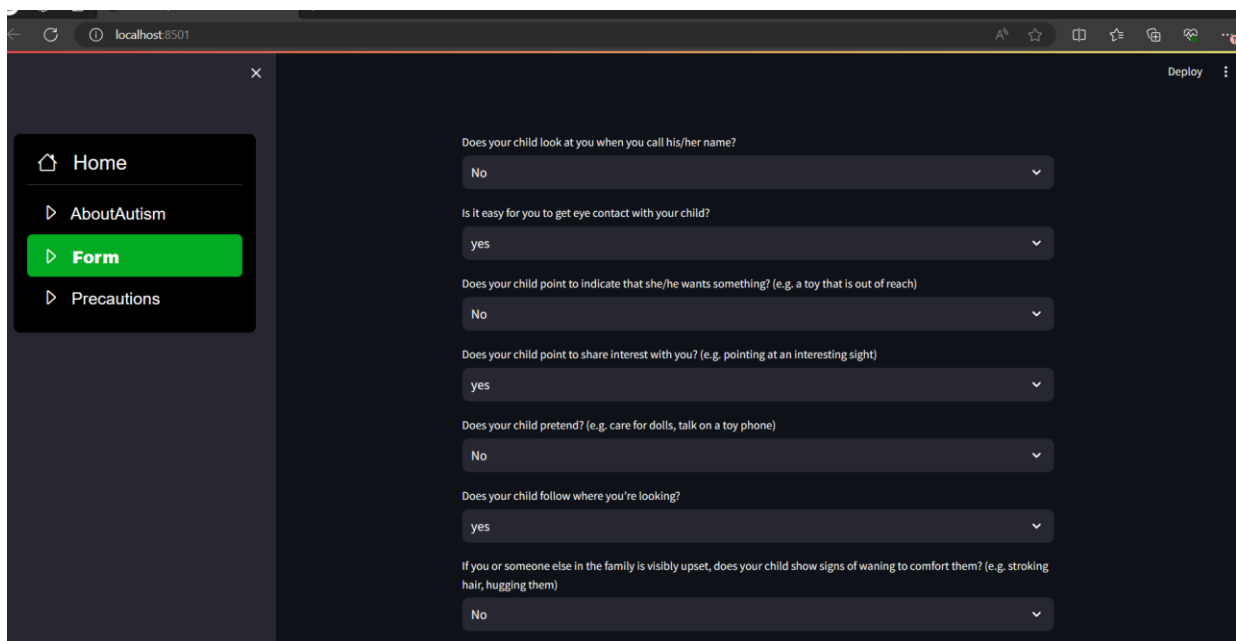 localhost:8501
Deploy
Home
AboutAutism
Form
Precautions
Does your child look at you when you call his/her name?
No
Is it easy for you to get eye contact with your child?
yes
Does your child point to indicate that she/he wants something? (e.g. a toy that is out of reach)
No
Does your child point to share interest with you? (e.g. pointing at an interesting sight)
yes
Does your child pretend? (e.g. care for dolls, talk on a toy phone)
No
Does your child follow where you're looking?
yes
If you or someone else in the family is visibly upset, does your child show signs of waning to comfort them? (e.g. stroking
hair, hugging them)
No